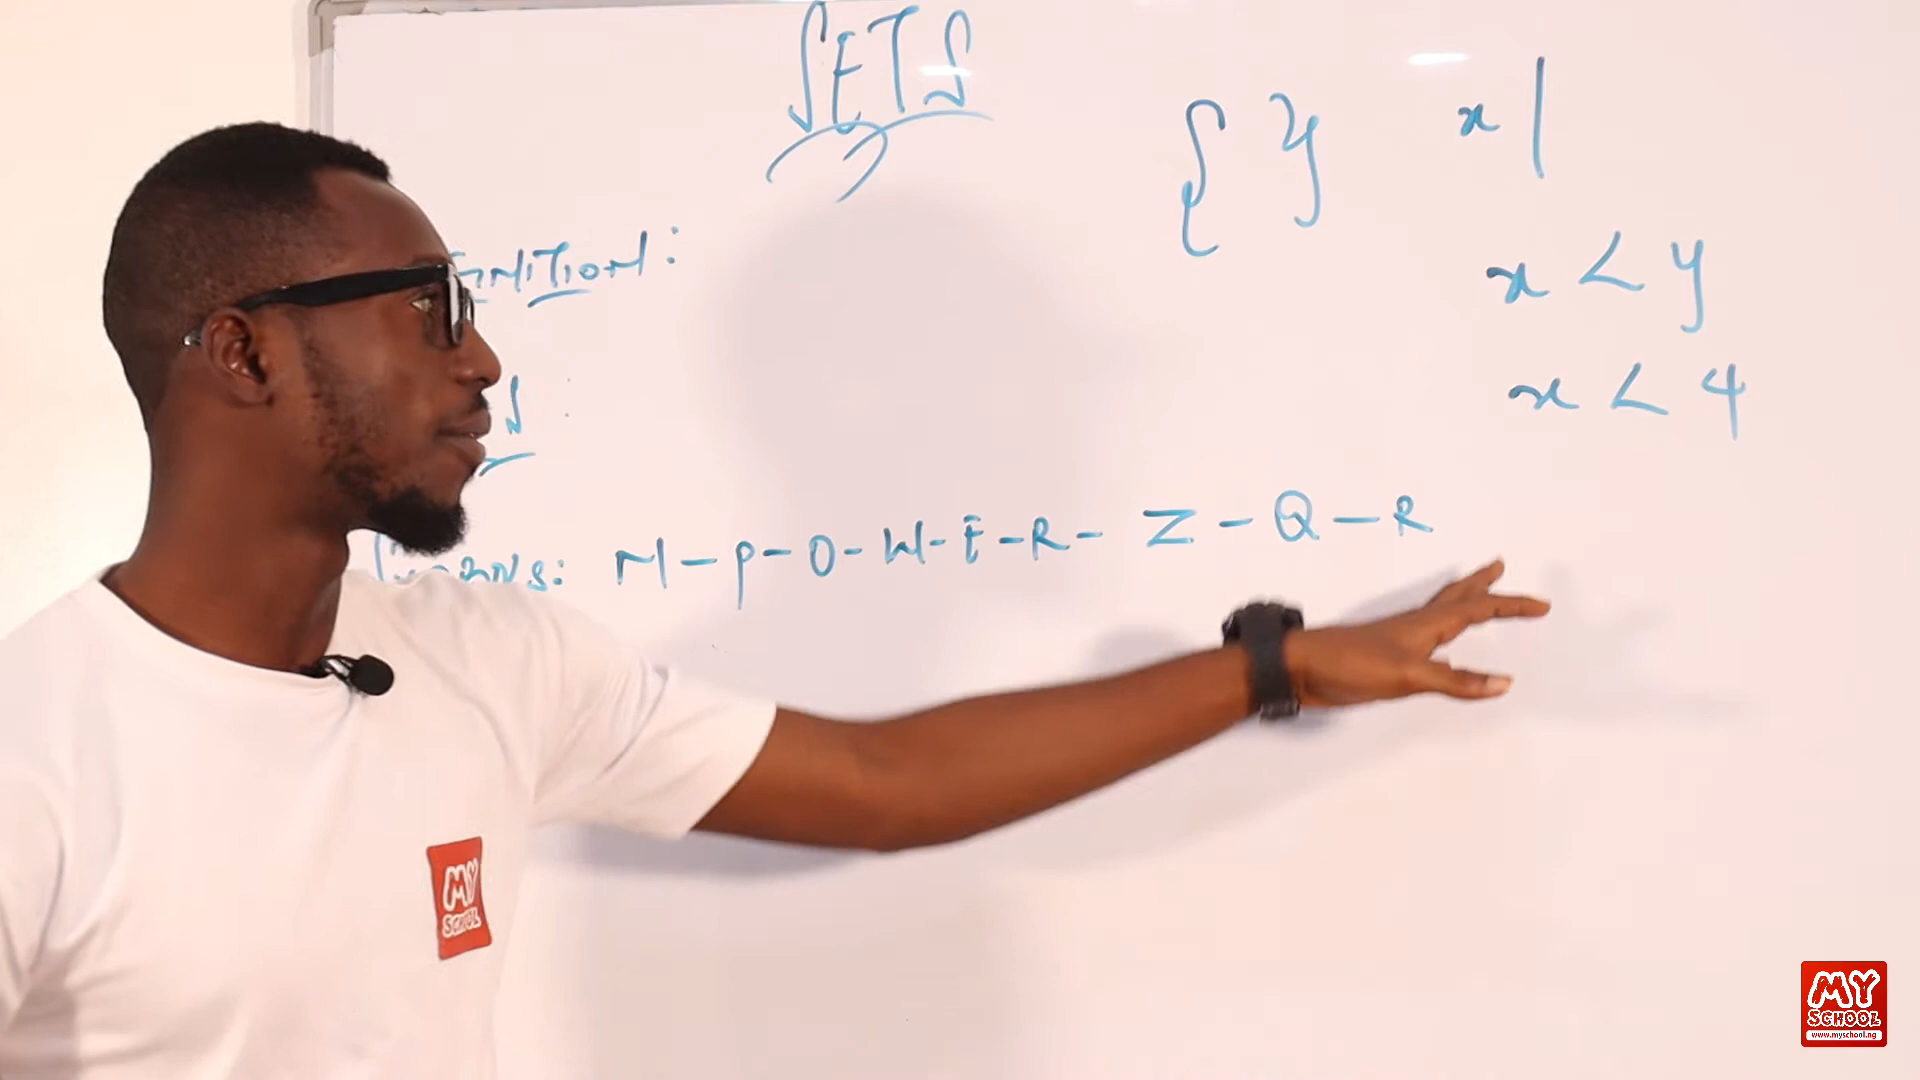 SETS
{ } x |
x < y
x < 4
N - P - O - W - E - R - Z - Q - R
MY
SCHOOL
MY
SCHOOL
www.myschool.ng